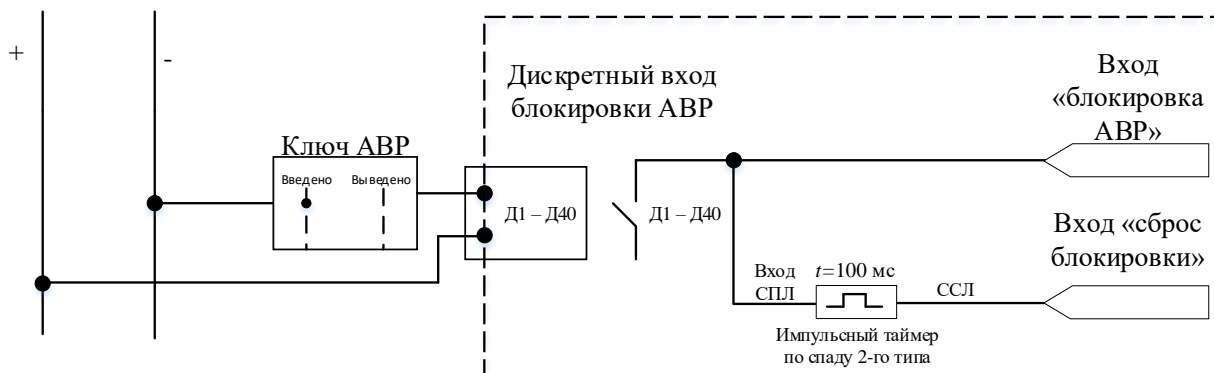 +
-
Дискретный вход
блокировки АВР
Вход
«блокировка
АВР»
Ключ АВР
Введено
Выведено
Д1 – Д40
Д1 – Д40
Вход «сброс
блокировки»
Вход
СПЛ
t=100 мс
ССЛ
Импульсный таймер
по спаду 2-го типа